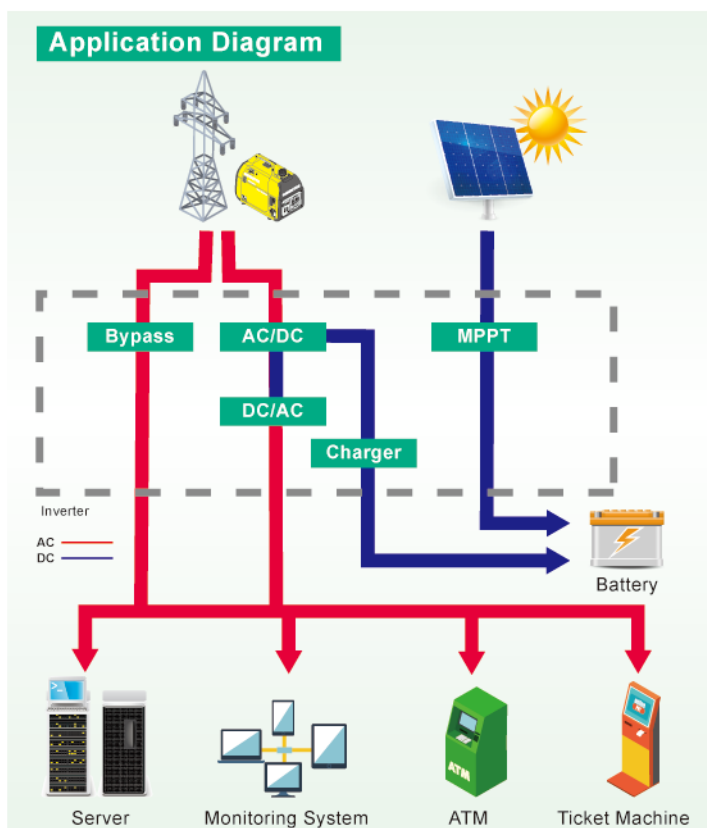 Application Diagram
Bypass
AC/DC
MPPT
DC/AC
Charger
Inverter
AC
DC
Battery
ATM
Server
Monitoring System
ATM
Ticket Machine